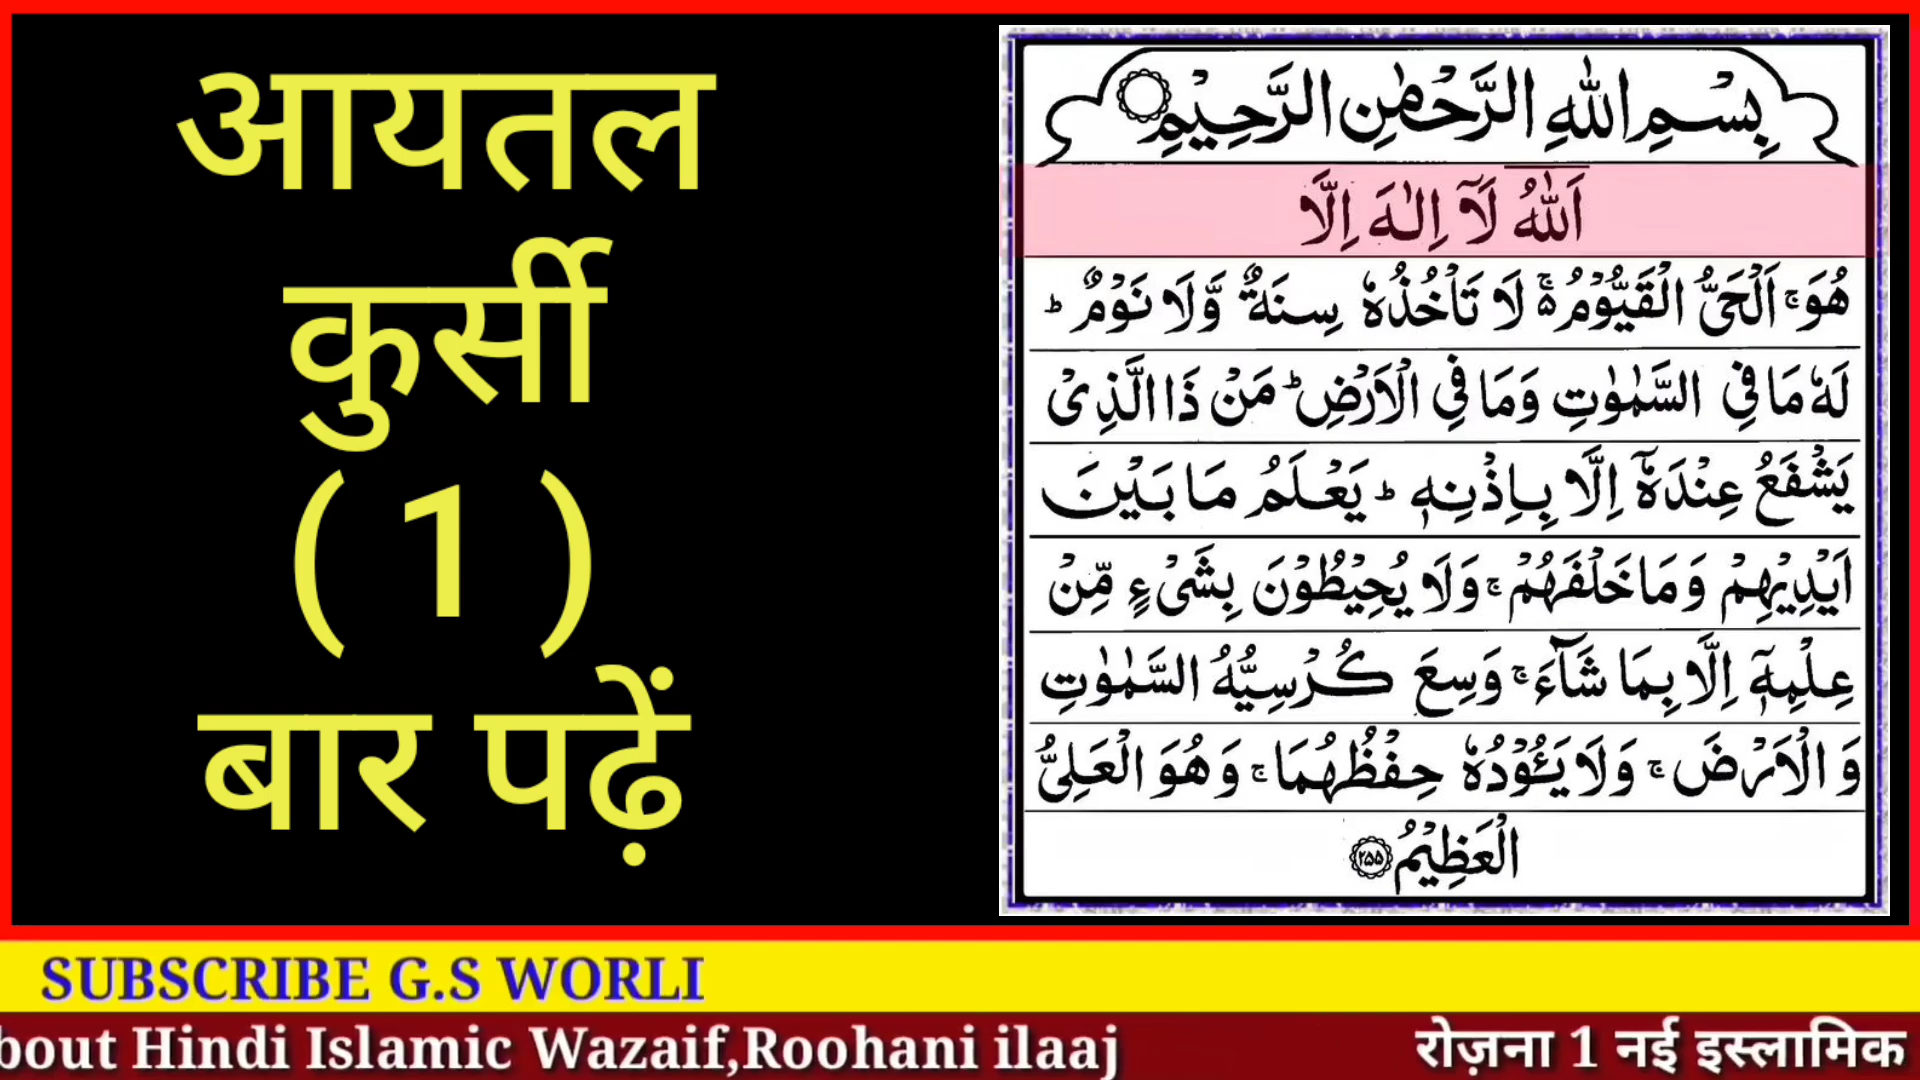 आयतल
कुर्सी
( 1 )
बार पढ़ें
بِسْمِ اللّٰهِ الرَّحْمٰنِ الرَّحِیْمِ
اَللّٰهُ لَاۤ اِلٰهَ اِلَّا
هُوَ ۚ اَلْحَیُّ الْقَیُّوْمُ ۵ۚ لَا تَاْخُذُهٗ سِنَةٌ وَّلَا نَوْمٌ ؕ
لَهٗ مَا فِی السَّمٰوٰتِ وَمَا فِی الْاَرْضِ ؕ مَنْ ذَا الَّذِیْ
یَشْفَعُ عِنْدَهٗۤ اِلَّا بِاِذْنِهٖ ؕ یَعْلَمُ مَا بَیْنَ
اَیْدِیْهِمْ وَمَا خَلْفَهُمْ ۚ وَلَا یُحِیْطُوْنَ بِشَیْءٍ مِّنْ
عِلْمِهٖۤ اِلَّا بِمَا شَآءَ ۚ وَسِعَ كُرْسِیُّهُ السَّمٰوٰتِ
وَ الْاَرْضَ ۚ وَلَا یَئُوْدُهٗ حِفْظُهُمَا ۚ وَهُوَ الْعَلِیُّ
الْعَظِیْمُ ۲۵۵
SUBSCRIBE G.S WORLI
bout Hindi Islamic Wazaif,Roohani ilaaj रोज़ना 1 नई इस्लामिक